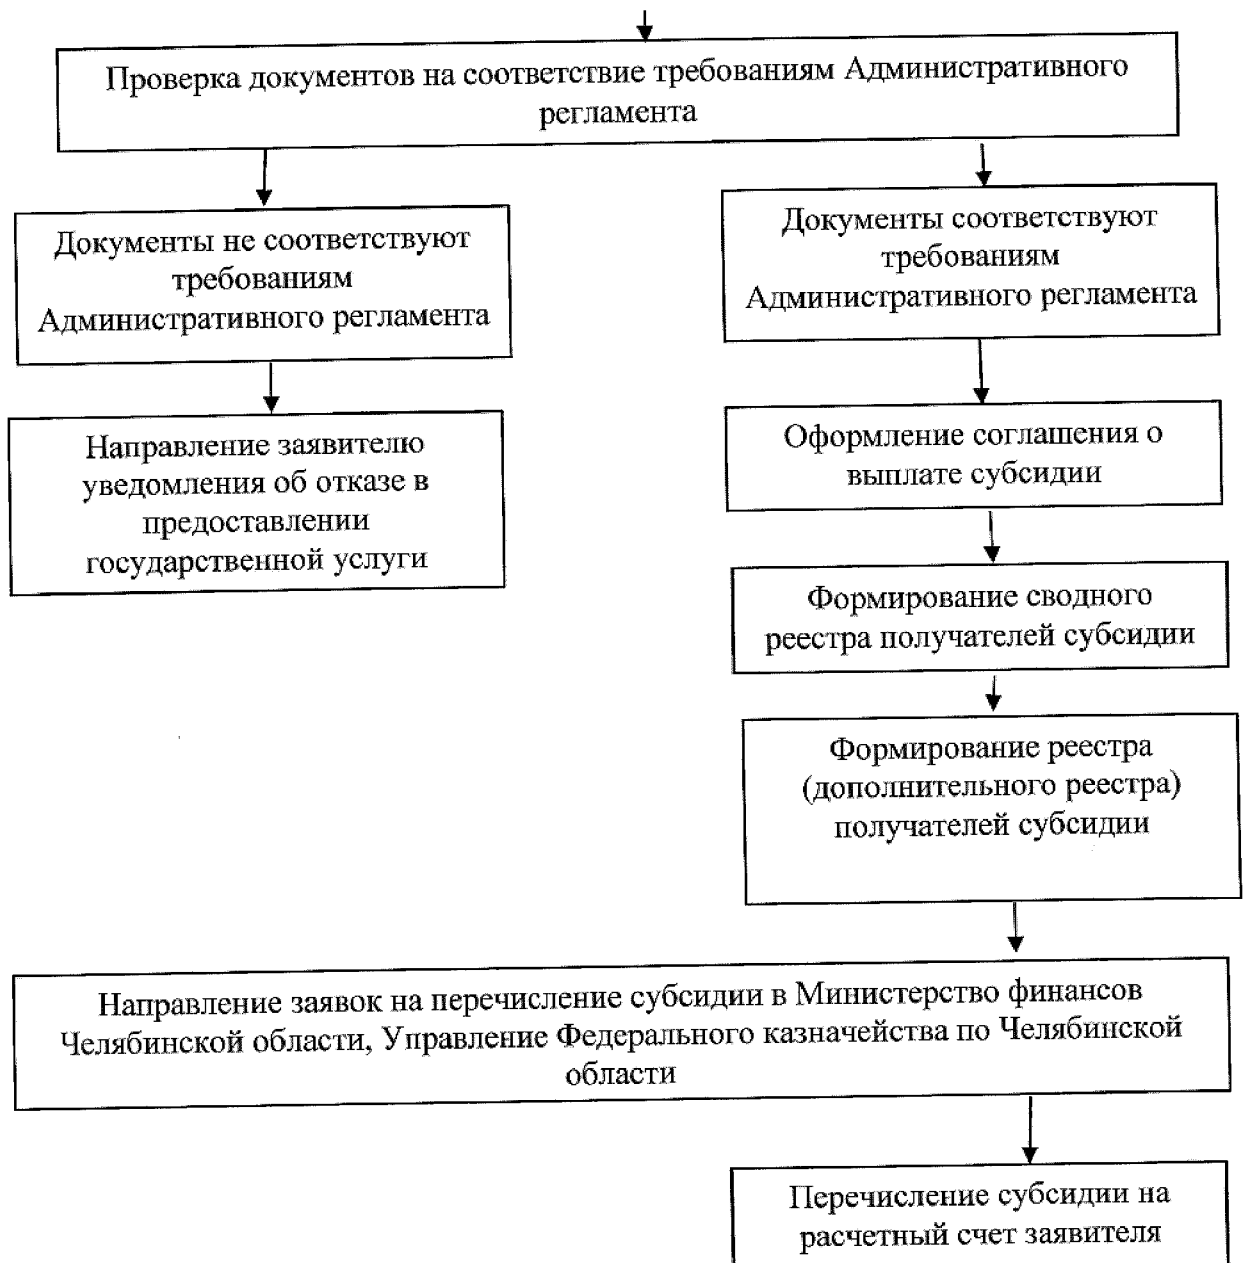 Проверка документов на соответствие требованиям Административного
регламента
Документы не соответствуют
требованиям
Административного регламента
Документы соответствуют
требованиям
Административного регламента
Направление заявителю
уведомления об отказе в
предоставлении
государственной услуги
Оформление соглашения о
выплате субсидии
Формирование сводного
реестра получателей субсидии
Формирование реестра
(дополнительного реестра)
получателей субсидии
Направление заявок на перечисление субсидии в Министерство финансов
Челябинской области, Управление Федерального казначейства по Челябинской
области
Перечисление субсидии на
расчетный счет заявителя